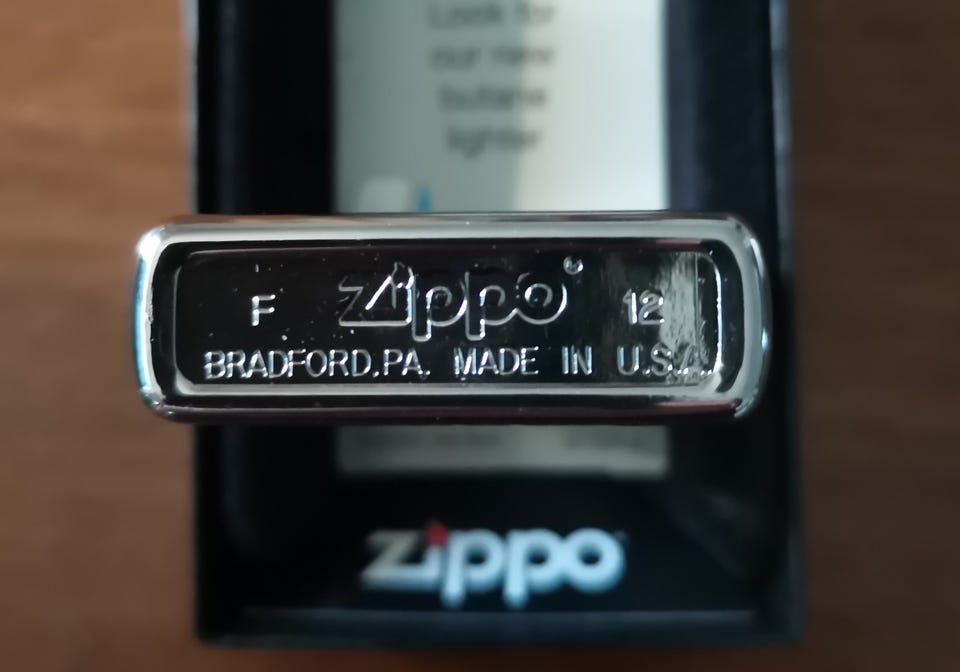 Look for
our new
butane
lighter
F zippo® 12
BRADFORD,PA. MADE IN U.S.A.
zippo